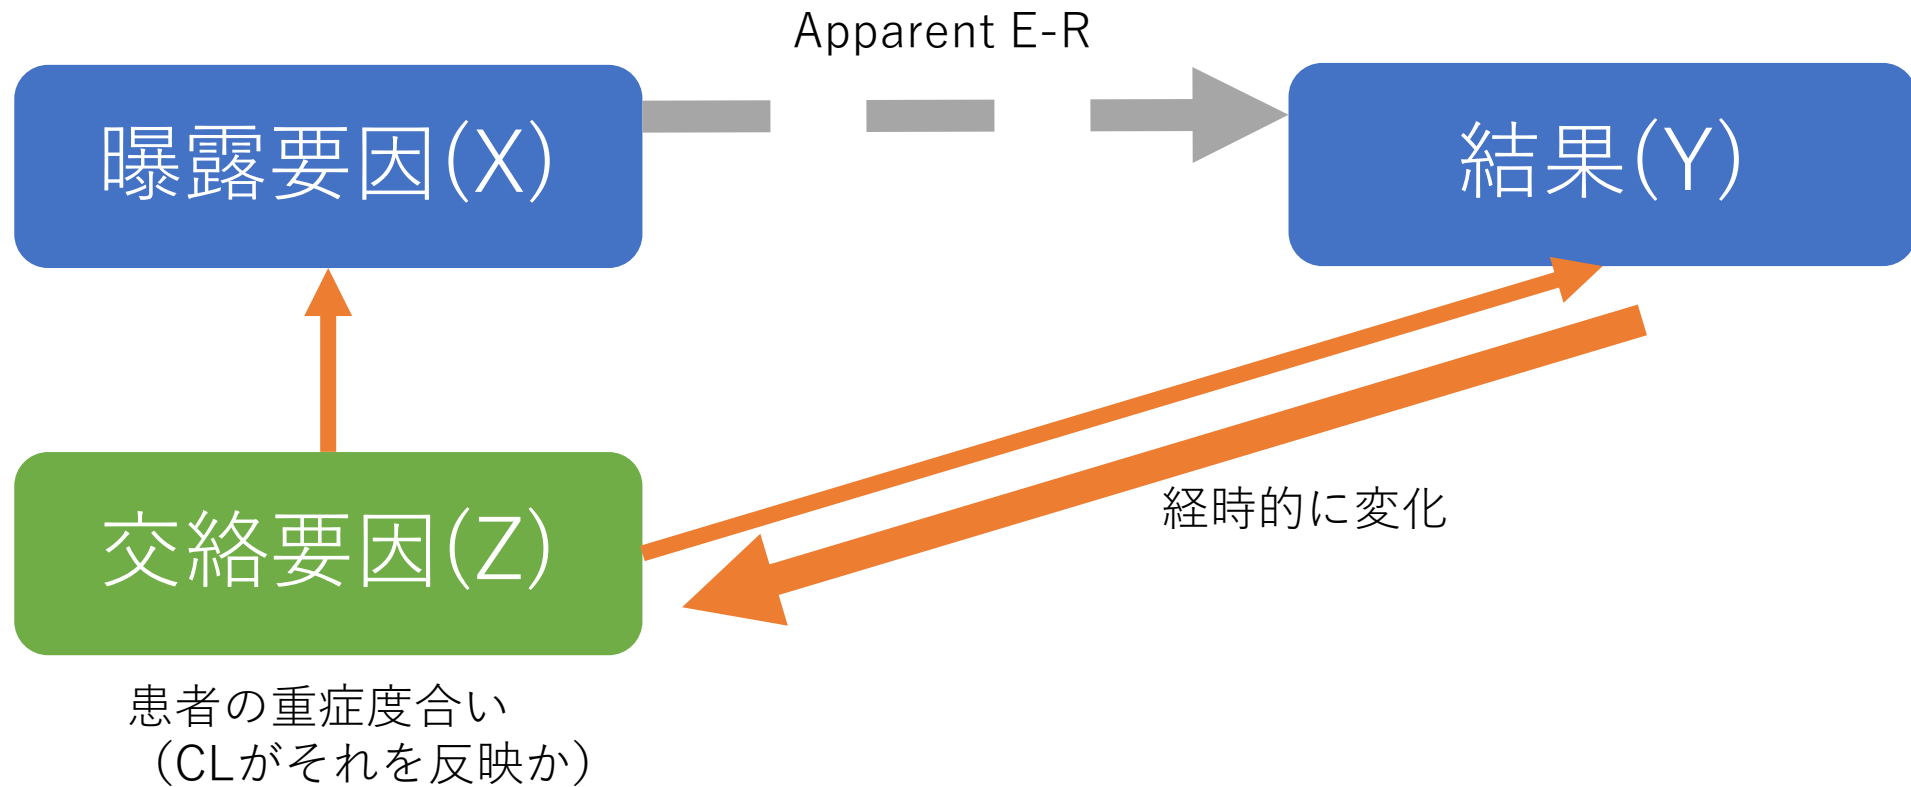 Apparent E-R
曝露要因(X)
結果(Y)
経時的に変化
交絡要因(Z)
患者の重症度合い
（CLがそれを反映か）